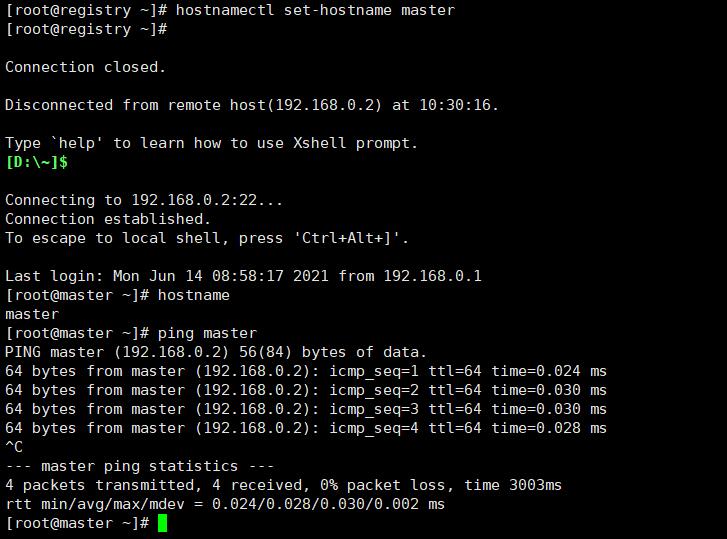 [root@registry ~]# hostnamectl set-hostname master
[root@registry ~]#
Connection closed.
Disconnected from remote host(192.168.0.2) at 10:30:16.
Type `help' to learn how to use Xshell prompt.
[D:\~]$
Connecting to 192.168.0.2:22...
Connection established.
To escape to local shell, press 'Ctrl+Alt+]'.
Last login: Mon Jun 14 08:58:17 2021 from 192.168.0.1
[root@master ~]# hostname
master
[root@master ~]# ping master
PING master (192.168.0.2) 56(84) bytes of data.
64 bytes from master (192.168.0.2): icmp_seq=1 ttl=64 time=0.024 ms
64 bytes from master (192.168.0.2): icmp_seq=2 ttl=64 time=0.030 ms
64 bytes from master (192.168.0.2): icmp_seq=3 ttl=64 time=0.030 ms
64 bytes from master (192.168.0.2): icmp_seq=4 ttl=64 time=0.028 ms
^C
--- master ping statistics ---
4 packets transmitted, 4 received, 0% packet loss, time 3003ms
rtt min/avg/max/mdev = 0.024/0.028/0.030/0.002 ms
[root@master ~]#